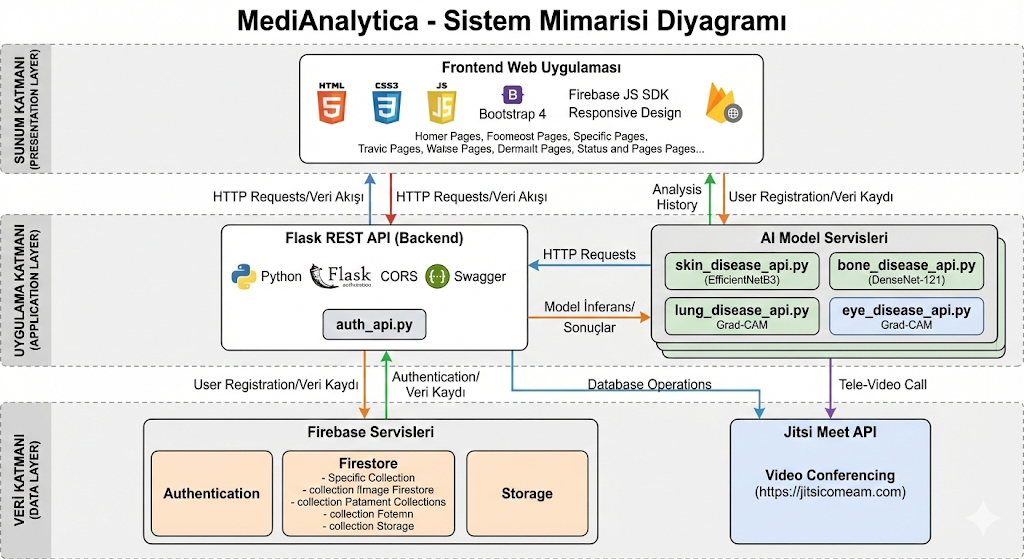 MediAnalytica - Sistem Mimarisi Diyagramı
SUNUM KATMANI
(PRESENTATION LAYER)
Frontend Web Uygulaması
HTML
5
CSS3
3
JS
JS
B
Bootstrap 4
Firebase JS SDK
Responsive Design
Homer Pages, Foomeost Pages, Specific Pages,
Travic Pages, Waitse Pages, Dermailt Pages, Status and Pages Pages...
HTTP Requests/Veri Akışı
HTTP Requests/Veri Akışı
Analysis
History
User Registration/Veri Kaydı
UYGULAMA KATMANI
(APPLICATION LAYER)
Flask REST API (Backend)
Python
Flask
CORS
Swagger
auth_api.py
HTTP Requests
Model İnferans/
Sonuçlar
AI Model Servisleri
skin_disease_api.py
(EfficientNetB3)
bone_disease_api.py
(DenseNet-121)
lung_disease_api.py
Grad-CAM
eye_disease_api.py
Grad-CAM
User Registration/Veri Kaydı
Authentication/
Veri Kaydı
Database Operations
Tele-Video Call
VERİ KATMANI
(DATA LAYER)
Firebase Servisleri
Authentication
Firestore
- Specific Collection
- collection /Image Firestore
- collection Patament Collections
- collection Fotemn
- collection Storage
Storage
Jitsi Meet API
Video Conferencing
(https://jitsicomeam.com)